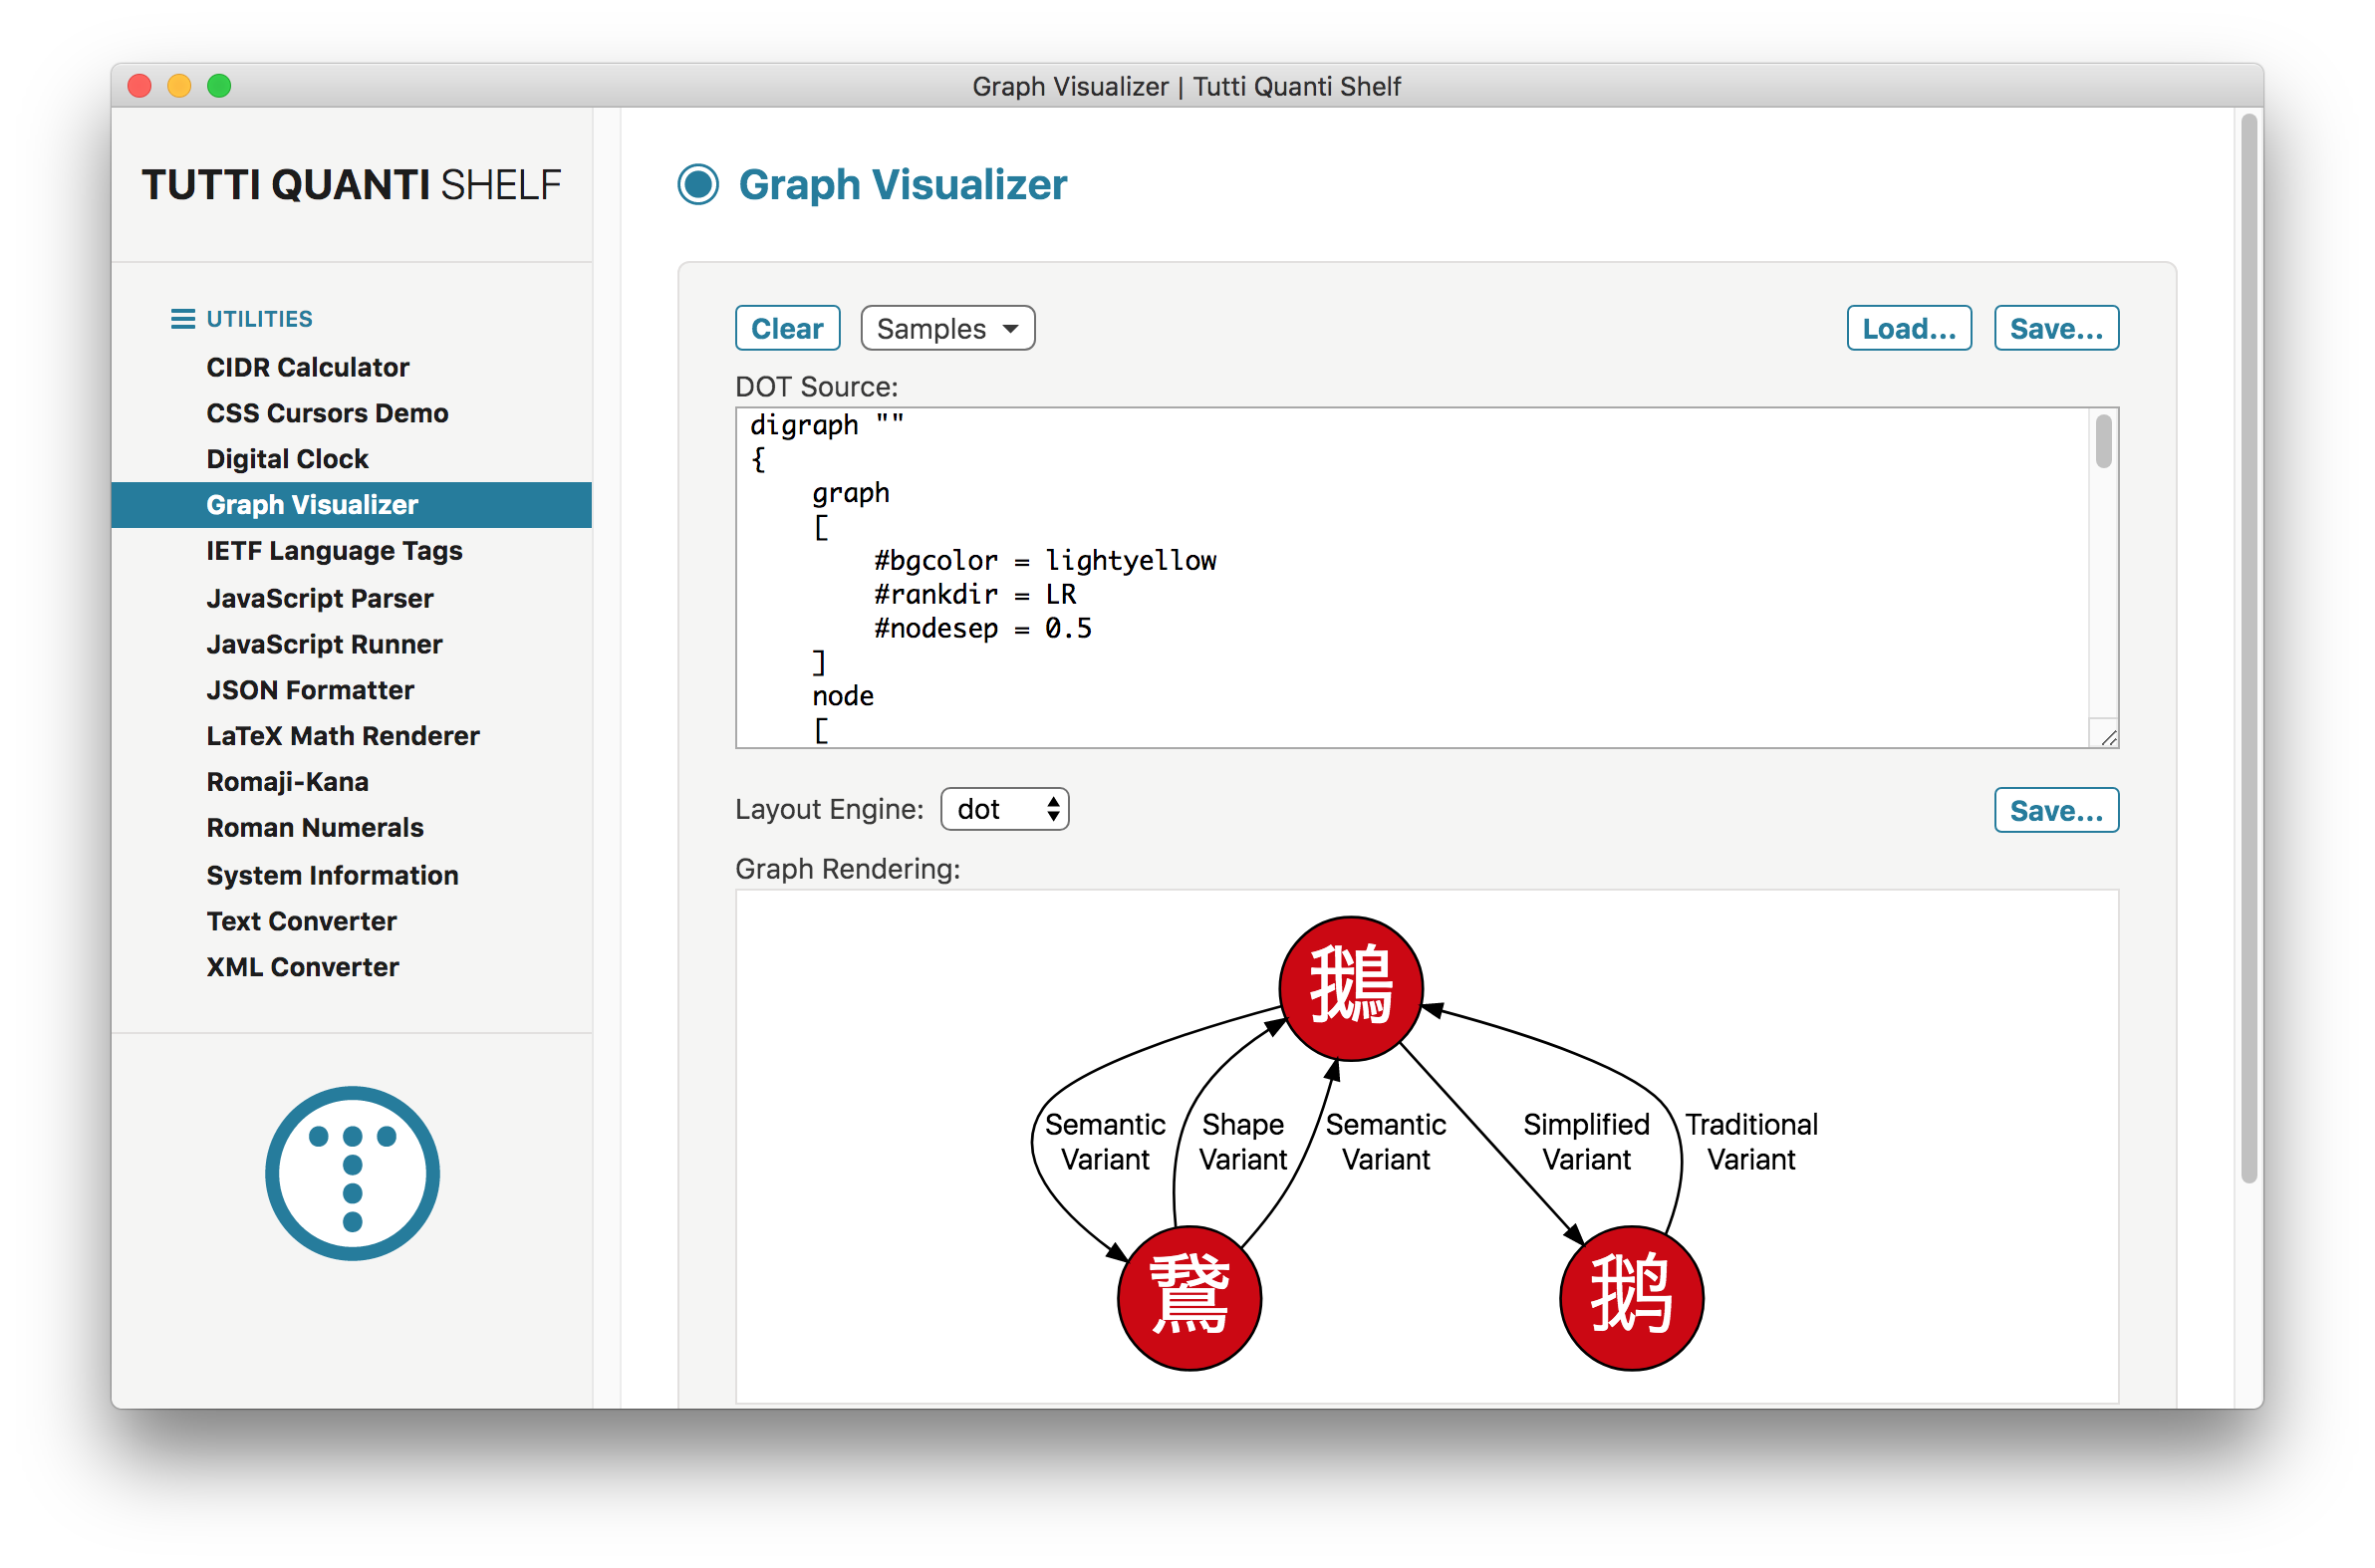 Graph Visualizer | Tutti Quanti Shelf
TUTTI QUANTI SHELF
UTILITIES
CIDR Calculator
CSS Cursors Demo
Digital Clock
Graph Visualizer
IETF Language Tags
JavaScript Parser
JavaScript Runner
JSON Formatter
LaTeX Math Renderer
Romaji-Kana
Roman Numerals
System Information
Text Converter
XML Converter
Graph Visualizer
Clear Samples Load... Save...
DOT Source:
digraph ""
{
graph
[
#bgcolor = lightyellow
#rankdir = LR
#nodesep = 0.5
]
node
[
Layout Engine: dot Save...
Graph Rendering:
鵝
Semantic Variant
Shape Variant
Semantic Variant
Simplified Variant
Traditional Variant
鵞
鹅